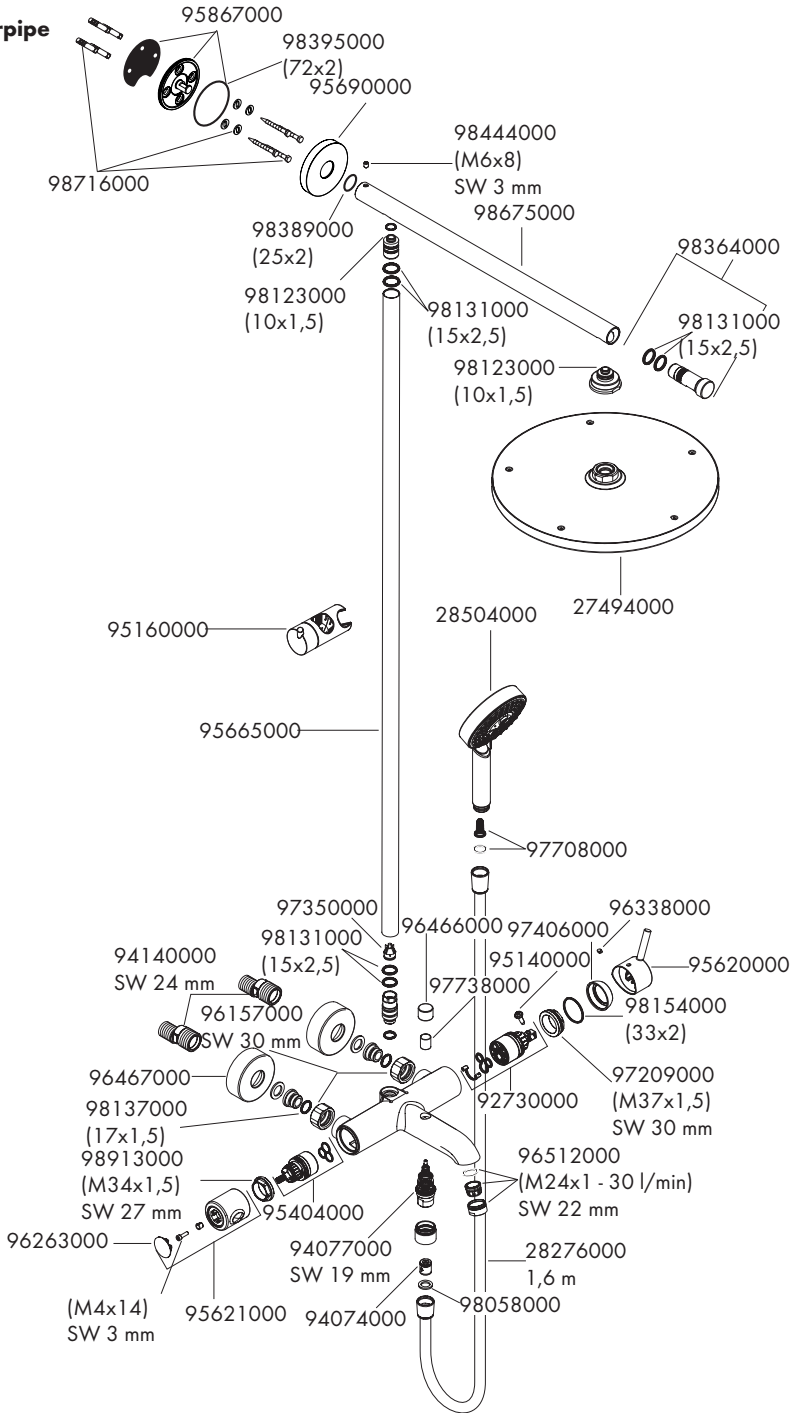 rpipe
95867000
98395000
(72x2)
95690000
98716000
98444000
(M6x8)
SW 3 mm
98675000
98389000
(25x2)
98364000
98123000
(10x1,5)
98131000
(15x2,5)
98131000
(15x2,5)
98123000
(10x1,5)
27494000
95160000
28504000
95665000
97708000
97350000
96466000
97406000
96338000
98131000
(15x2,5)
95140000
95620000
94140000
SW 24 mm
97738000
98154000
(33x2)
96157000
SW 30 mm
96467000
97209000
(M37x1,5)
SW 30 mm
92730000
98137000
(17x1,5)
98913000
(M34x1,5)
SW 27 mm
96512000
(M24x1 - 30 l/min)
SW 22 mm
95404000
96263000
94077000
SW 19 mm
28276000
1,6 m
(M4x14)
SW 3 mm
95621000
94074000
98058000